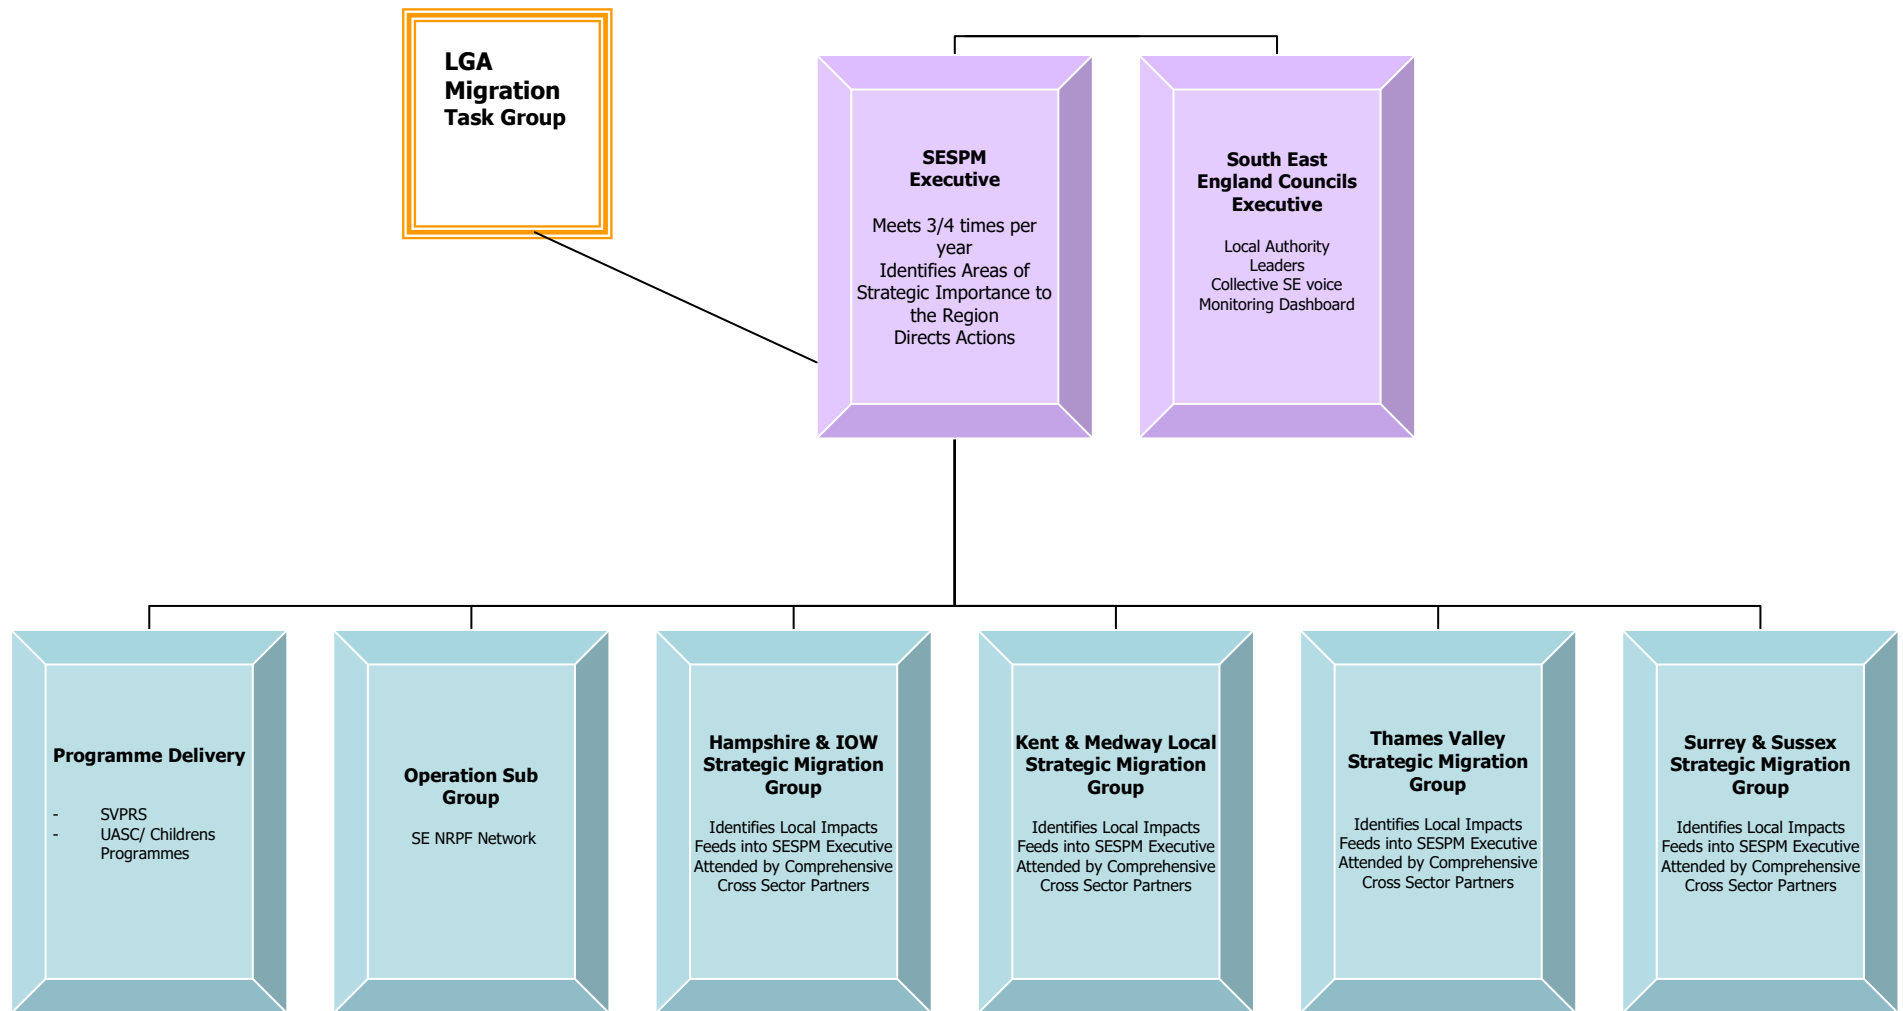 LGA
Migration
Task Group
SESPM
Executive
Meets 3/4 times per
year
Identifies Areas of
Strategic Importance to
the Region
Directs Actions
South East
England Councils
Executive
Local Authority
Leaders
Collective SE voice
Monitoring Dashboard
Programme Delivery
- SVPRS
- UASC/ Childrens
Programmes
Operation Sub
Group
SE NRPF Network
Hampshire & IOW
Strategic Migration
Group
Identifies Local Impacts
Feeds into SESPM Executive
Attended by Comprehensive
Cross Sector Partners
Kent & Medway Local
Strategic Migration
Group
Identifies Local Impacts
Feeds into SESPM Executive
Attended by Comprehensive
Cross Sector Partners
Thames Valley
Strategic Migration
Group
Identifies Local Impacts
Feeds into SESPM Executive
Attended by Comprehensive
Cross Sector Partners
Surrey & Sussex
Strategic Migration
Group
Identifies Local Impacts
Feeds into SESPM Executive
Attended by Comprehensive
Cross Sector Partners